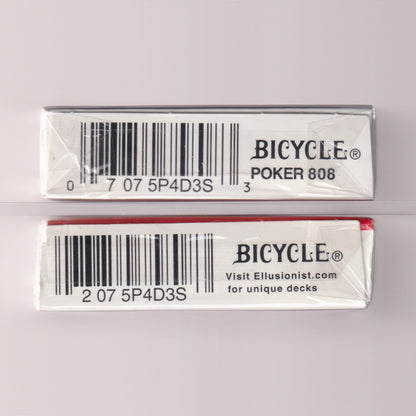 BICYCLE®
POKER 808
0 7 07 5P4D3S 3
BICYCLE®
Visit Ellusionist.com
for unique decks
2 07 5P4D3S